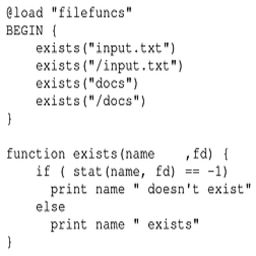 @load "filefuncs"
BEGIN {
    exists("input.txt")
    exists("/input.txt")
    exists("docs")
    exists("/docs")
}

function exists(name    ,fd) {
    if ( stat(name, fd) == -1)
      print name " doesn't exist"
    else
      print name " exists"
}